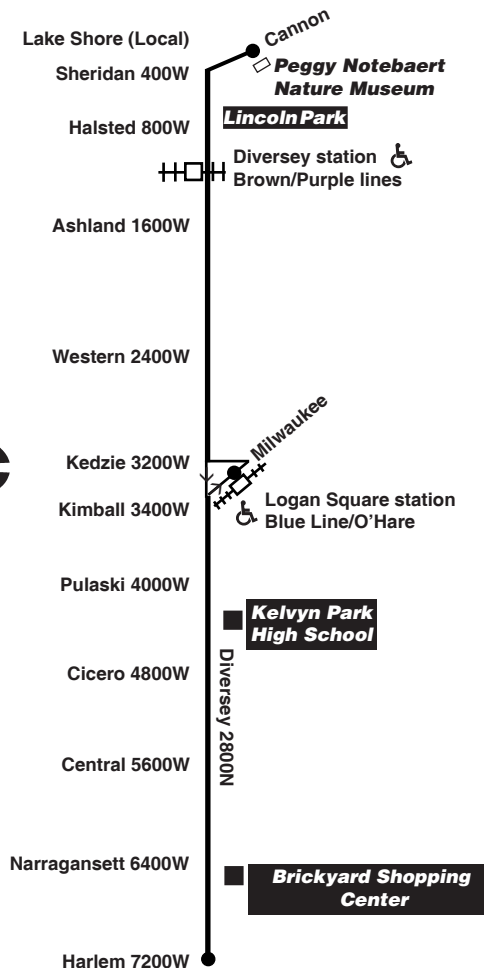 Lake Shore (Local)
Cannon
Sheridan 400W
Peggy Notebaert
Nature Museum
Halsted 800W
Lincoln Park
Diversey station
Brown/Purple lines
Ashland 1600W
Western 2400W
Milwaukee
Kedzie 3200W
Kimball 3400W
Logan Square station
Blue Line/O’Hare
Pulaski 4000W
Kelvyn Park
High School
Diversey 2800N
Cicero 4800W
Central 5600W
Narragansett 6400W
Brickyard Shopping
Center
Harlem 7200W